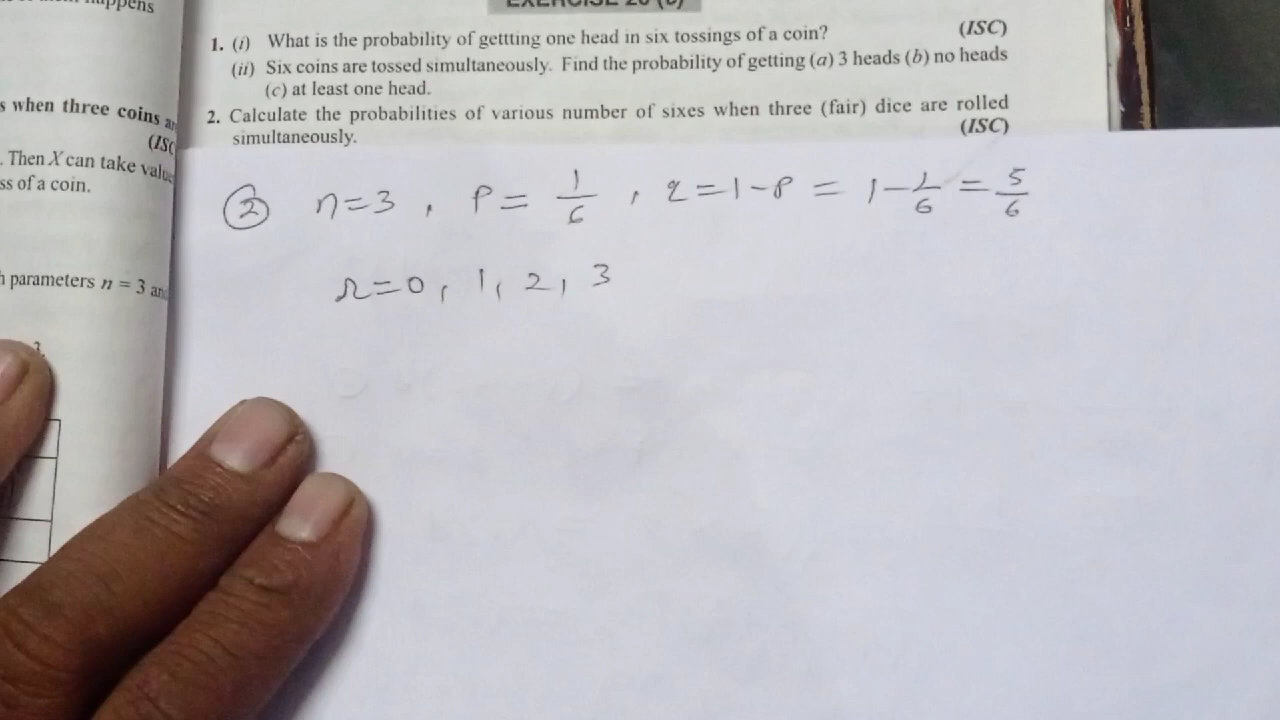 when three coins
(ISC
. Then X can take value
ss of a coin.
parameters n = 3 an
1. (i) What is the probability of gettting one head in six tossings of a coin? (ISC)
(ii) Six coins are tossed simultaneously. Find the probability of getting (a) 3 heads (b) no heads
(c) at least one head.
2. Calculate the probabilities of various number of sixes when three (fair) dice are rolled
simultaneously. (ISC)
② n=3, P = 1/6, q = 1-P = 1 - 1/6 = 5/6
r=0, 1, 2, 3